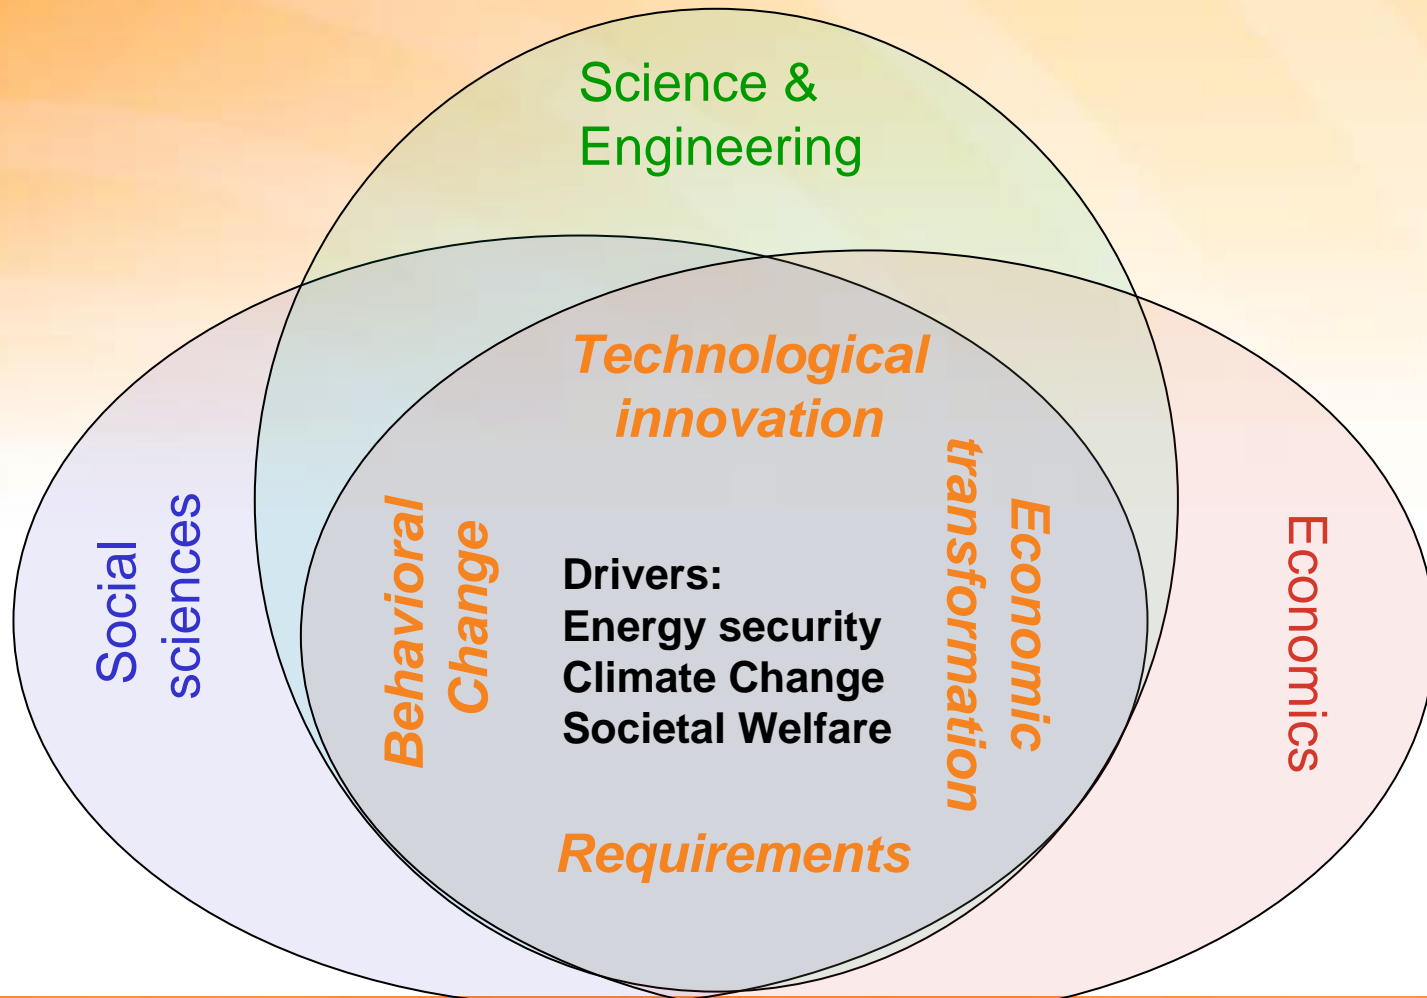 Science &
Engineering
Technological
innovation
Social
sciences
Behavioral
Change
Drivers:
Energy security
Climate Change
Societal Welfare
Economic
transformation
Economics
Requirements